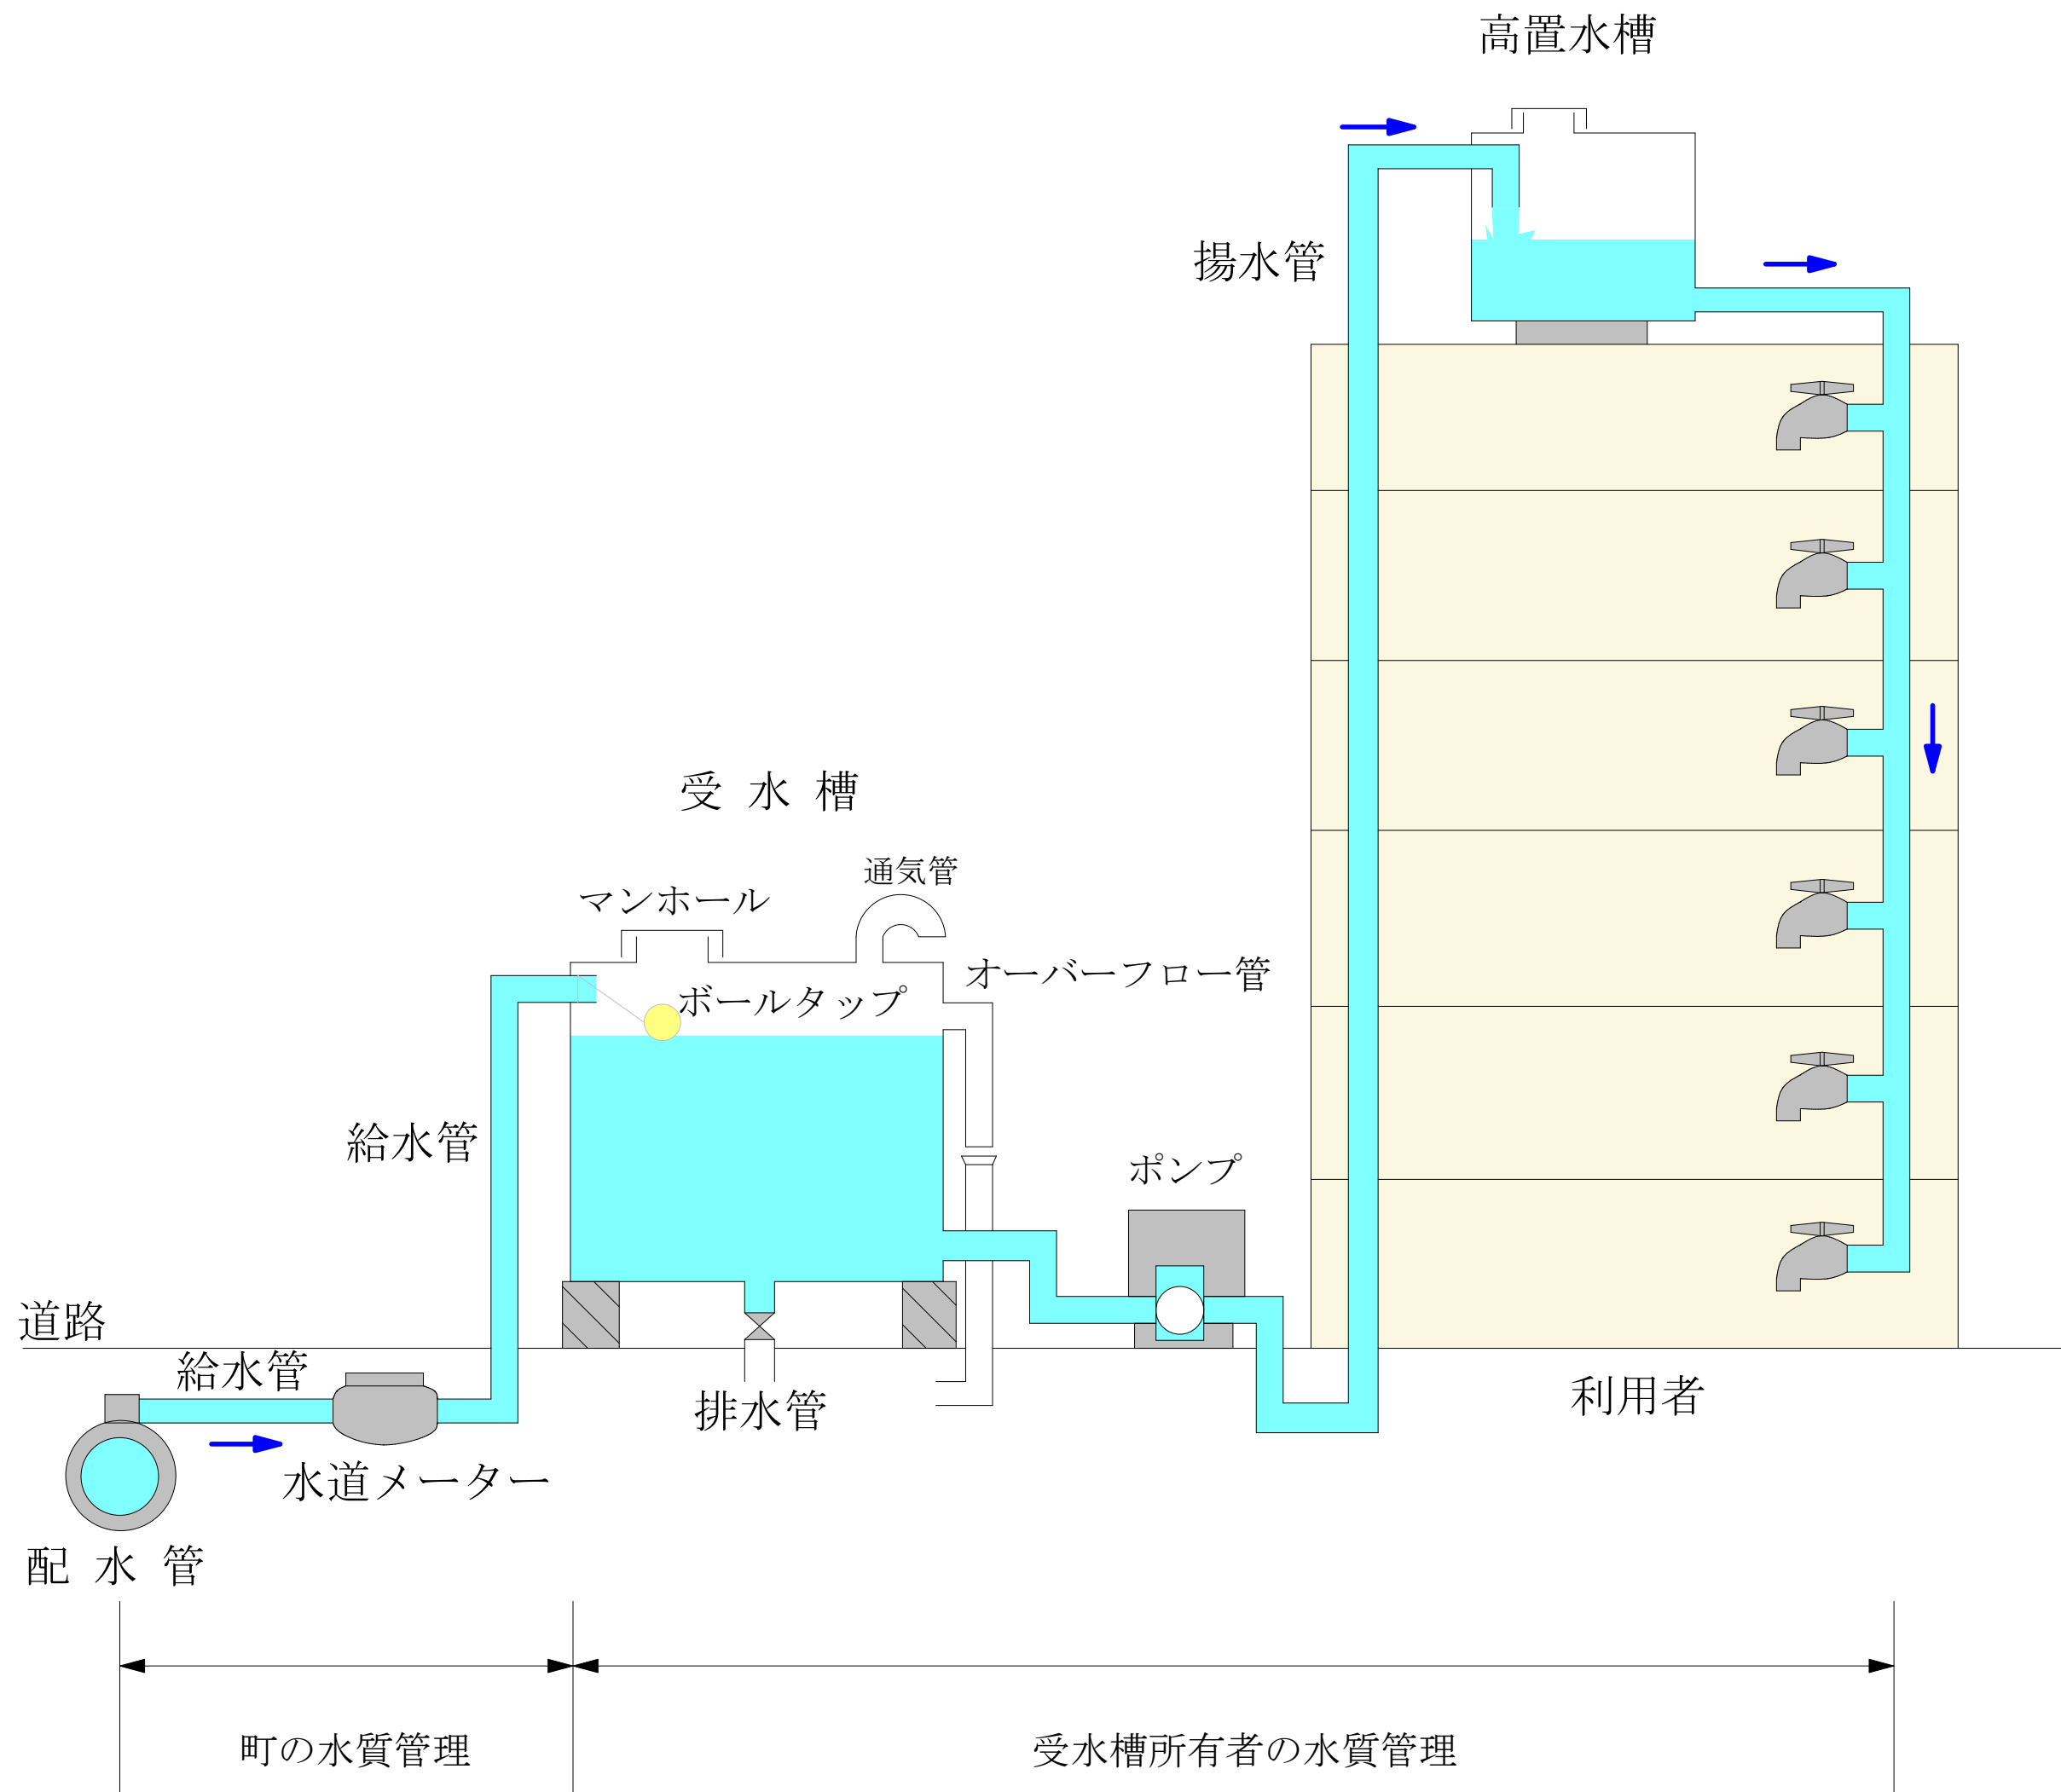 高置水槽
揚水管
受 水 槽
通気管
マンホール
オーバーフロー管
ボールタップ
給水管
ポンプ
道路
給水管
利用者
排水管
水道メーター
配 水 管
町の水質管理
受水槽所有者の水質管理